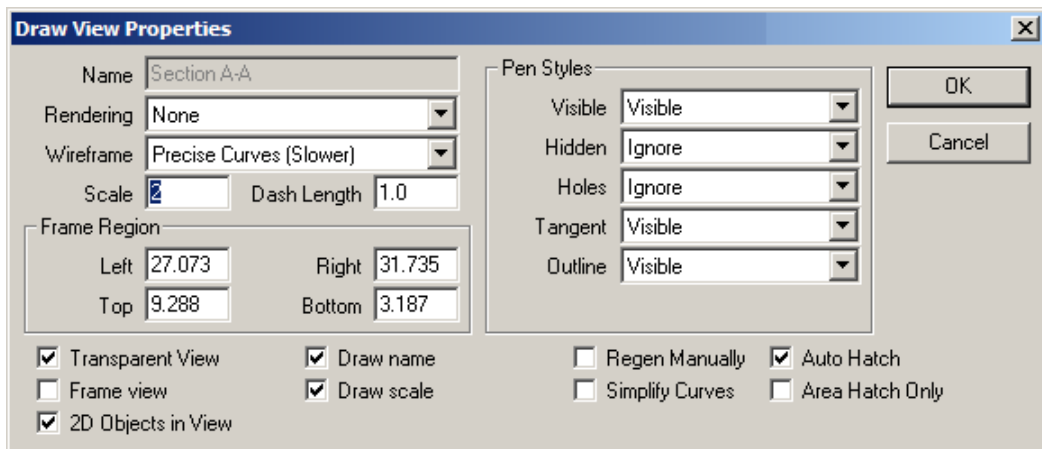 Draw View Properties
Name Section A-A
Rendering None
Wireframe Precise Curves (Slower)
Scale 2 Dash Length 1.0
Frame Region
Left 27.073 Right 31.735
Top 9.288 Bottom 3.187
Pen Styles
Visible Visible
Hidden Ignore
Holes Ignore
Tangent Visible
Outline Visible
OK
Cancel
Transparent View Draw name Regen Manually Auto Hatch
Frame view Draw scale Simplify Curves Area Hatch Only
2D Objects in View